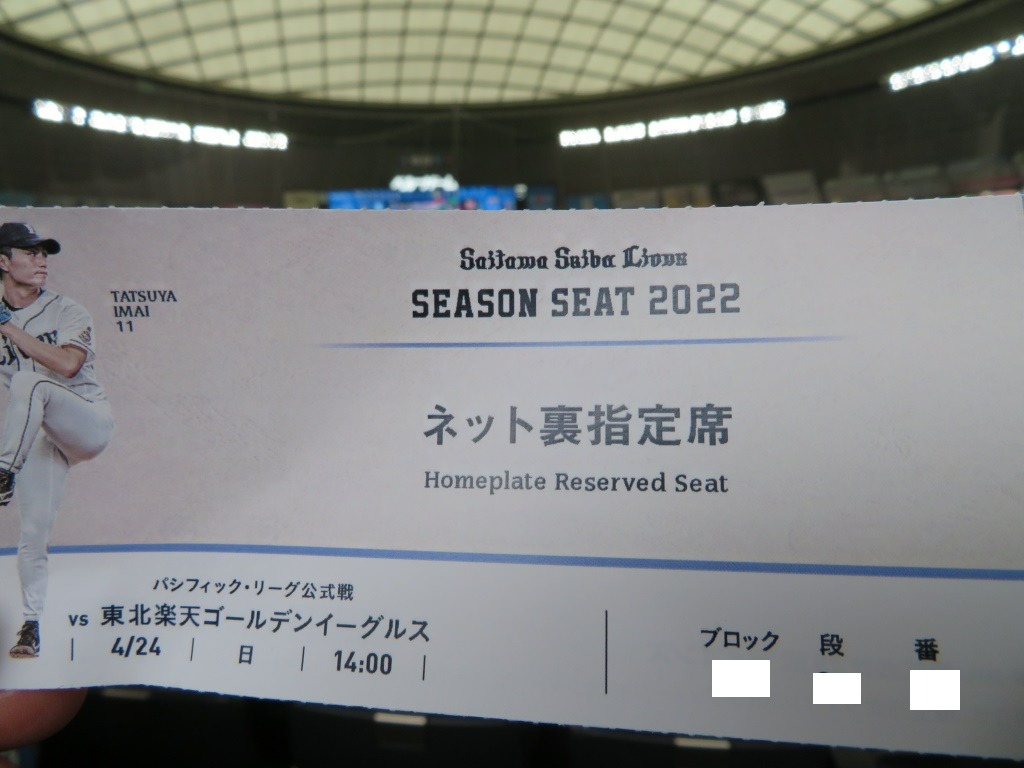 Saitama Seibu Lions
SEASON SEAT 2022
TATSUYA
IMAI
11
ネット裏指定席
Homeplate Reserved Seat
パシフィック・リーグ公式戦
vs 東北楽天ゴールデンイーグルス
4/24 | 日 | 14:00
ブロック 段 番